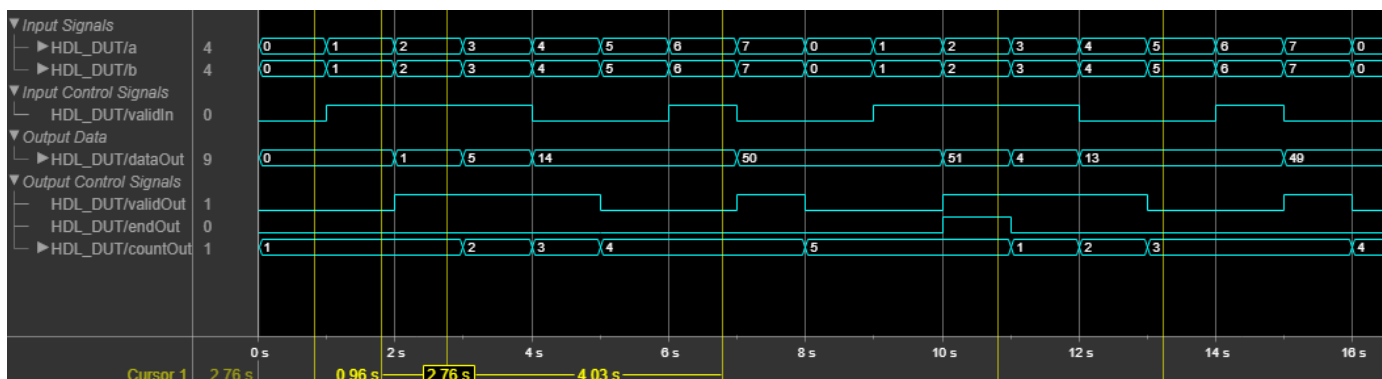 Input Signals
HDL_DUT/a 4 0 1 2 3 4 5 6 7 0 1 2 3 4 5 6 7 0
HDL_DUT/b 4 0 1 2 3 4 5 6 7 0 1 2 3 4 5 6 7 0
Input Control Signals
HDL_DUT/validIn 0
Output Data
HDL_DUT/dataOut 9 0 1 5 14 50 51 4 13 49
Output Control Signals
HDL_DUT/validOut 1
HDL_DUT/endOut 0
HDL_DUT/countOut 1 1 2 3 4 5 1 2 3 4
0 s 2 s 4 s 6 s 8 s 10 s 12 s 14 s 16 s
Cursor 1 2.76 s 0.96 s 2.76 s 4.03 s